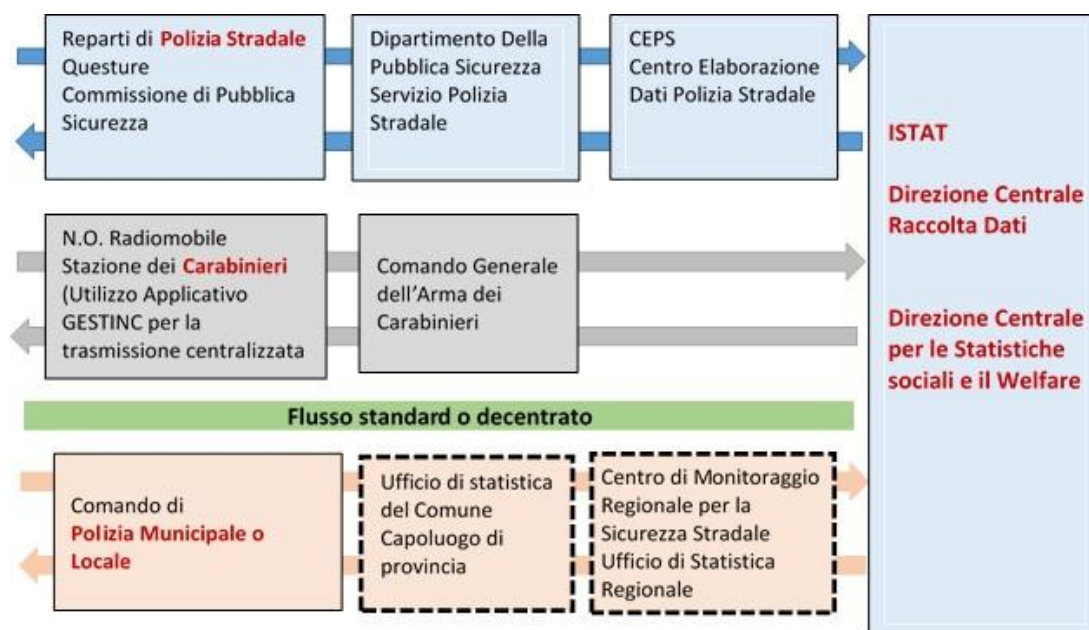 Reparti di Polizia Stradale
Questure
Commissione di Pubblica
Sicurezza
Dipartimento Della
Pubblica Sicurezza
Servizio Polizia
Stradale
CEPS
Centro Elaborazione
Dati Polizia Stradale
N.O. Radiomobile
Stazione dei Carabinieri
(Utilizzo Applicativo
GESTINC per la
trasmissione centralizzata
Comando Generale
dell'Arma dei
Carabinieri
Flusso standard o decentrato
Comando di
Polizia Municipale o
Locale
Ufficio di statistica
del Comune
Capoluogo di
provincia
Centro di Monitoraggio
Regionale per la
Sicurezza Stradale
Ufficio di Statistica
Regionale
ISTAT
Direzione Centrale
Raccolta Dati
Direzione Centrale
per le Statistiche
sociali e il Welfare